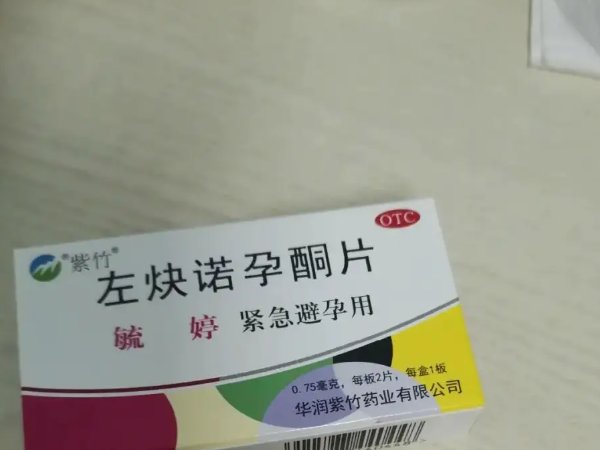 OTC
®紫竹®
左炔诺孕酮片
毓婷 紧急避孕用
0.75毫克，每板2片，每盒1板
华润紫竹药业有限公司